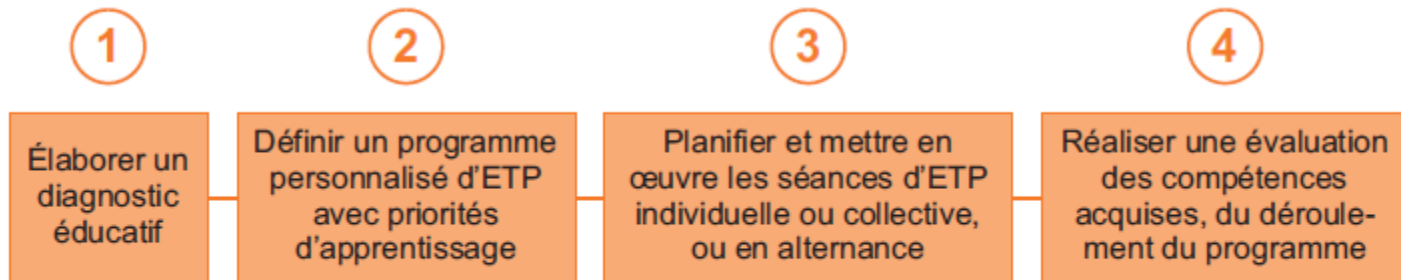 1
2
3
4
Élaborer un
diagnostic
éducatif
Définir un programme
personnalisé d'ETP
avec priorités
d'apprentissage
Planifier et mettre en
œuvre les séances d'ETP
individuelle ou collective,
ou en alternance
Réaliser une évaluation
des compétences
acquises, du déroule-
ment du programme